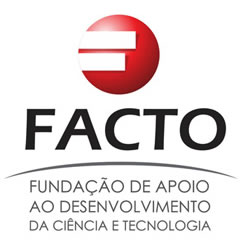 FACTO
FUNDAÇÃO DE APOIO
AO DESENVOLVIMENTO
DA CIÊNCIA E TECNOLOGIA